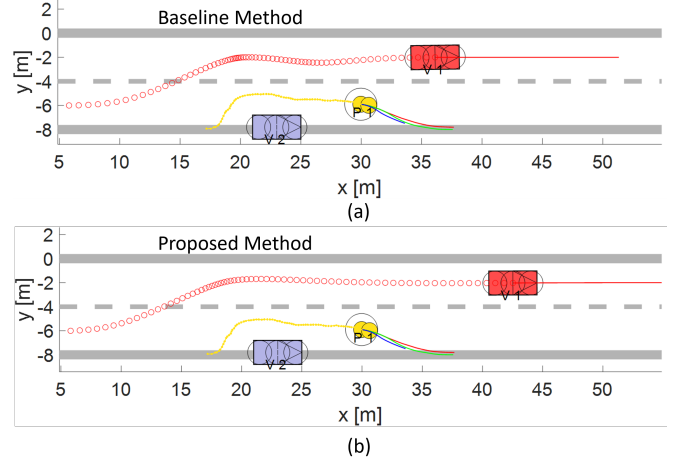 Baseline Method
2
0
-2
-4
-6
-8
y [m]
V 1
P 1
V 2
5 10 15 20 25 30 35 40 45 50
x [m]
(a)
Proposed Method
2
0
-2
-4
-6
-8
y [m]
V 1
P 1
V 2
5 10 15 20 25 30 35 40 45 50
x [m]
(b)